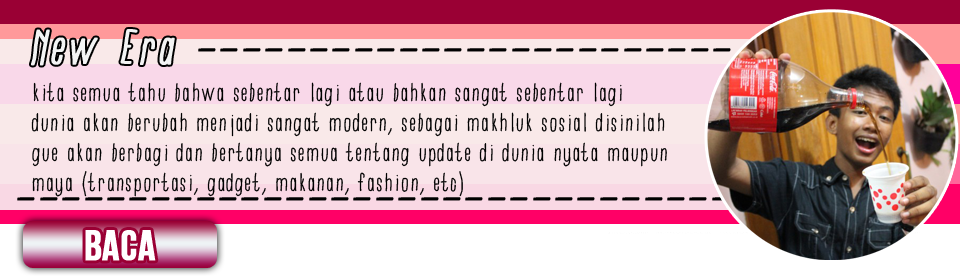 New Era
kita semua tahu bahwa sebentar lagi atau bahkan sangat sebentar lagi
dunia akan berubah menjadi sangat modern, sebagai makhluk sosial disinilah
gue akan berbagi dan bertanya semua tentang update di dunia nyata maupun
maya (transportasi, gadget, makanan, fashion, etc)
BACA